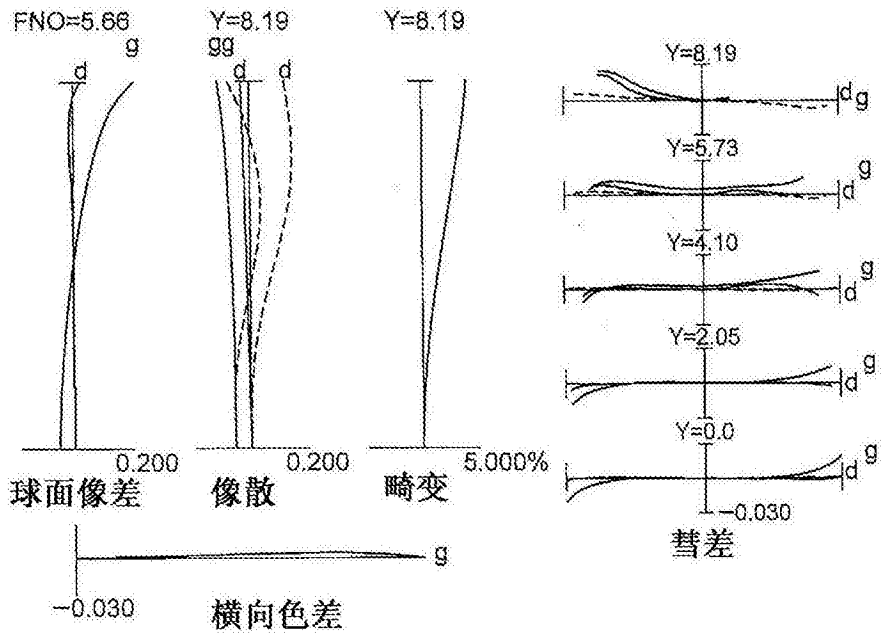 FNO=5.66
g
d
0.200
球面像差
Y=8.19
gg
d
d
0.200
像散
Y=8.19
5.000%
畸变
g
-0.030
横向色差
Y=8.19
d g
Y=5.73
g
d
Y=4.10
g
d
Y=2.05
g
d
Y=0.0
g
d
-0.030
彗差